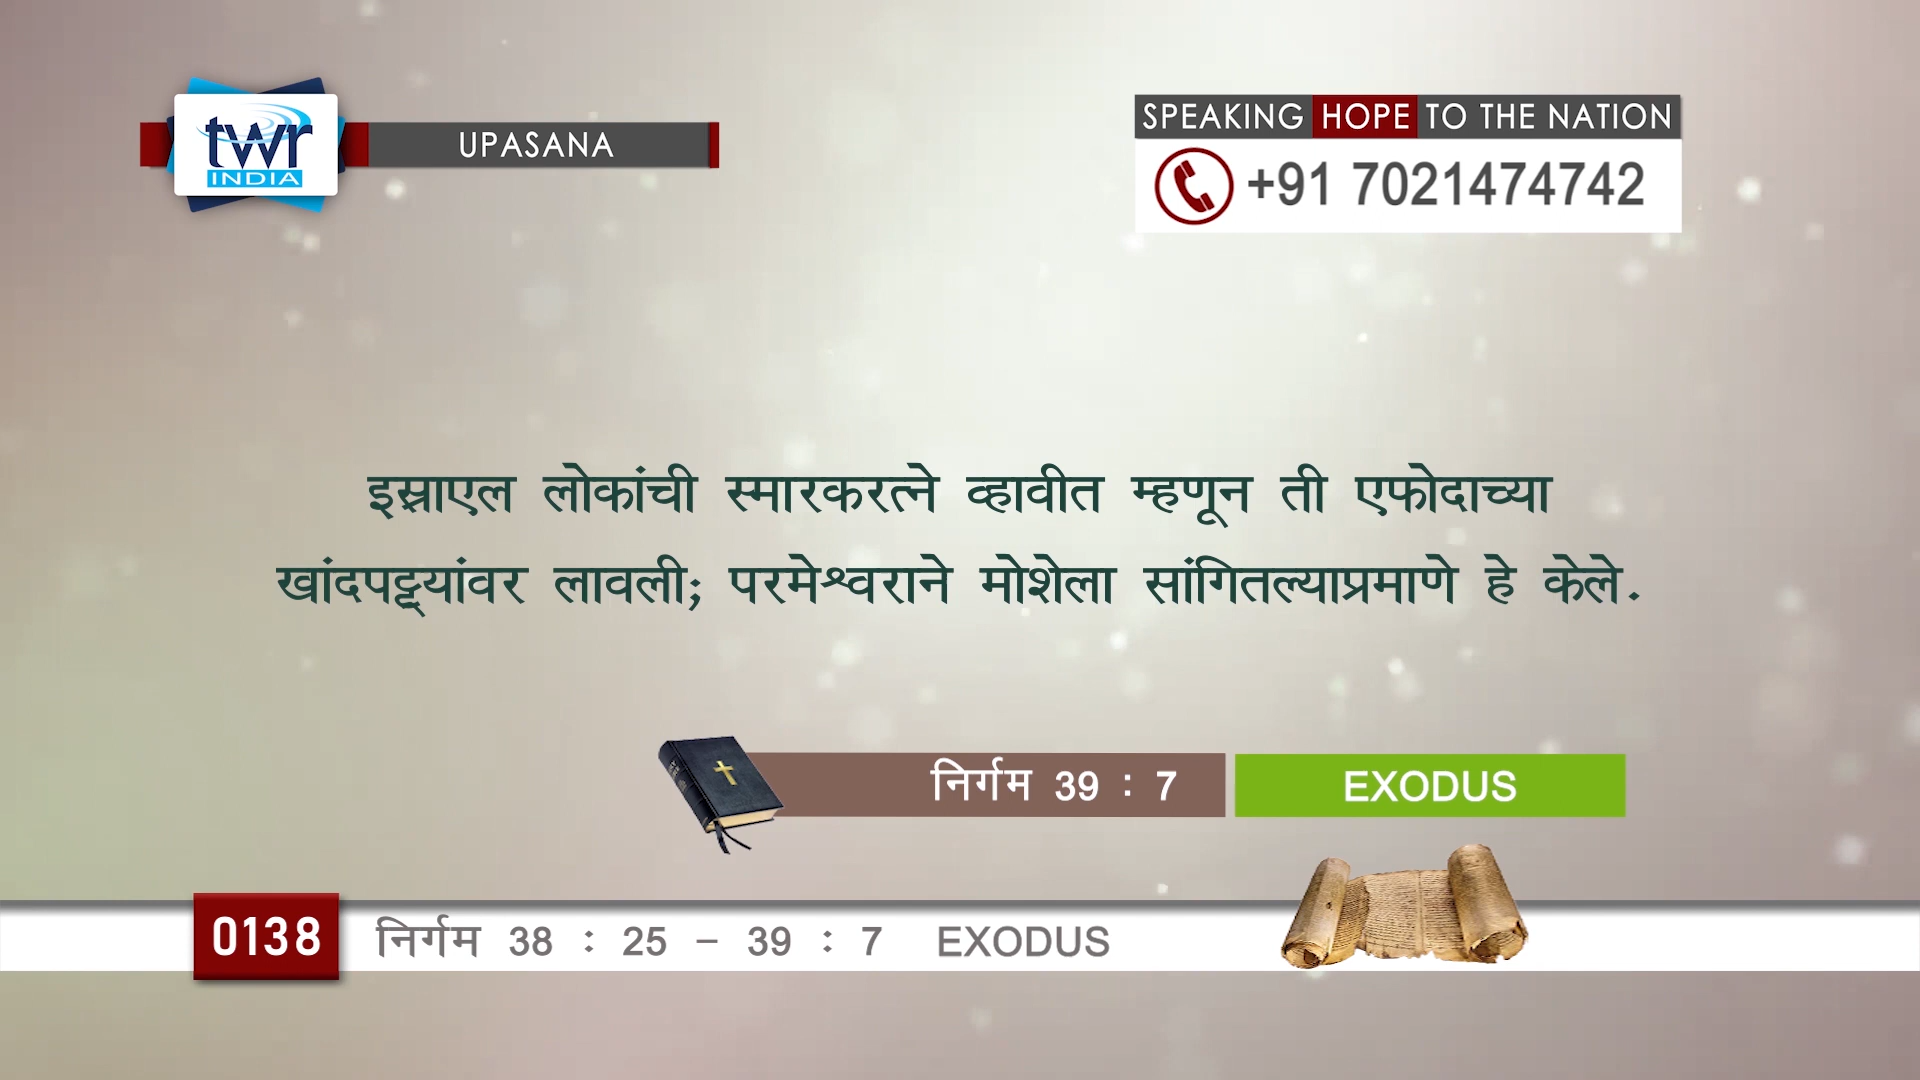 twr
INDIA
UPASANA
SPEAKING HOPE TO THE NATION
+91 7021474742
इस्राएल लोकांची स्मारकरत्ने व्हावीत म्हणून ती एफोदाच्या
खांदपट्ट्यांवर लावली; परमेश्वराने मोशेला सांगितल्याप्रमाणे हे केले.
निर्गम 39 : 7
EXODUS
0138
निर्गम 38 : 25 - 39 : 7 EXODUS